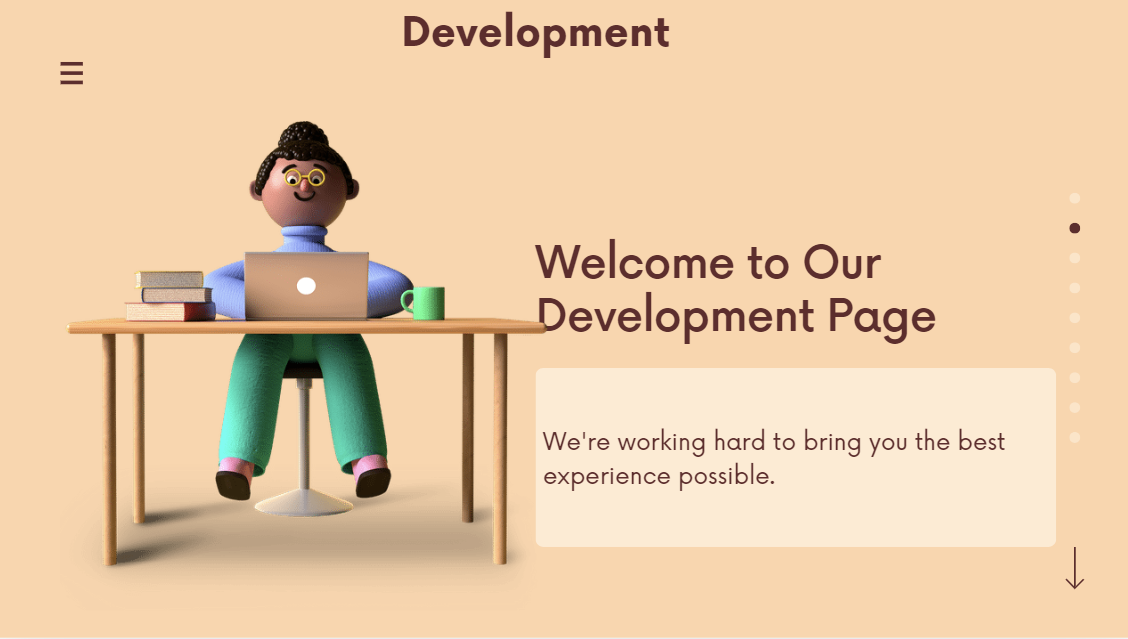 Development
Welcome to Our
Development Page
We're working hard to bring you the best
experience possible.